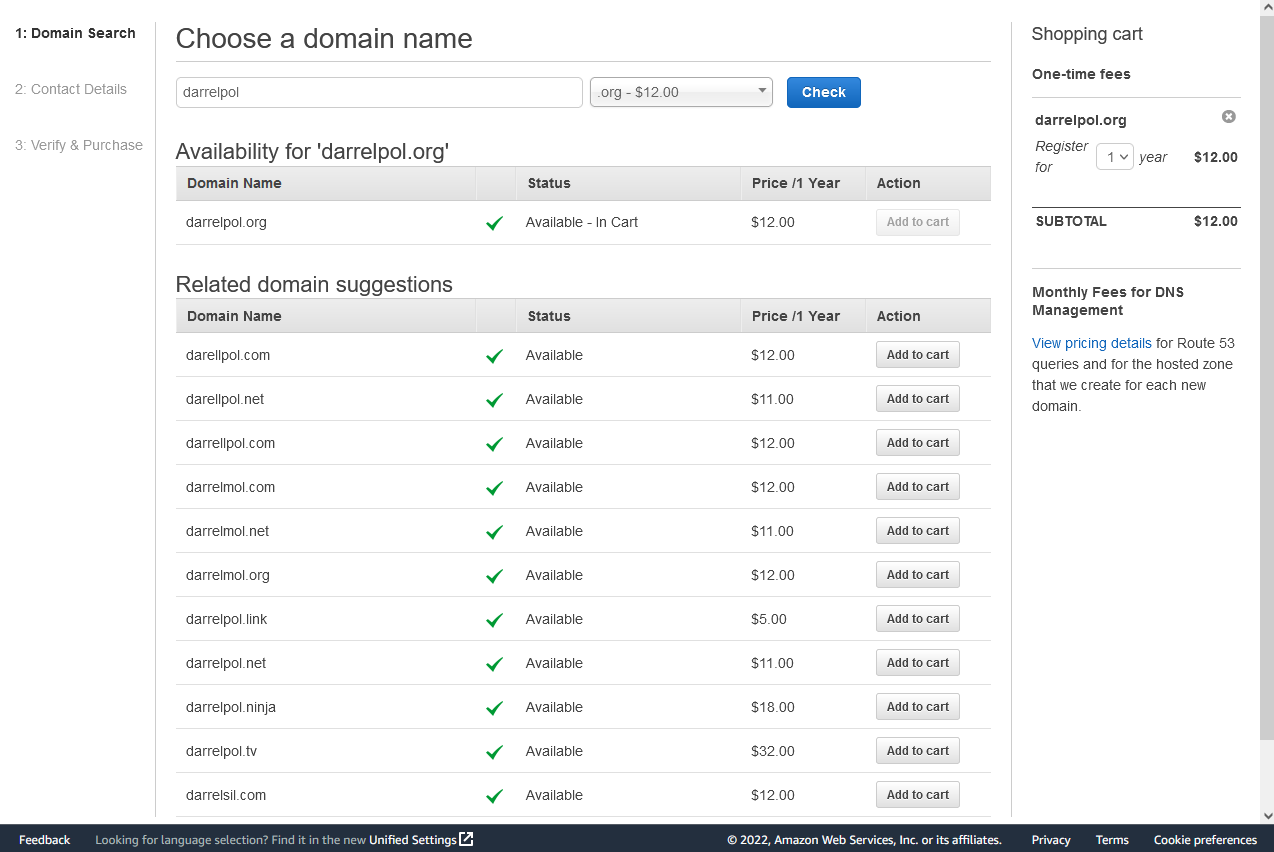 1: Domain Search
2: Contact Details
3: Verify & Purchase
Choose a domain name
darrelpol .org - $12.00 Check
Availability for 'darrelpol.org'
Domain Name Status Price /1 Year Action
darrelpol.org Available - In Cart $12.00 Add to cart
Related domain suggestions
Domain Name Status Price /1 Year Action
darellpol.com Available $12.00 Add to cart
darellpol.net Available $11.00 Add to cart
darrellpol.com Available $12.00 Add to cart
darrelmol.com Available $12.00 Add to cart
darrelmol.net Available $11.00 Add to cart
darrelmol.org Available $12.00 Add to cart
darrelpol.link Available $5.00 Add to cart
darrelpol.net Available $11.00 Add to cart
darrelpol.ninja Available $18.00 Add to cart
darrelpol.tv Available $32.00 Add to cart
darrelsil.com Available $12.00 Add to cart
Shopping cart
One-time fees
darrelpol.org
Register for 1 year $12.00
SUBTOTAL $12.00
Monthly Fees for DNS
Management
View pricing details for Route 53
queries and for the hosted zone
that we create for each new
domain.
Feedback Looking for language selection? Find it in the new Unified Settings © 2022, Amazon Web Services, Inc. or its affiliates. Privacy Terms Cookie preferences